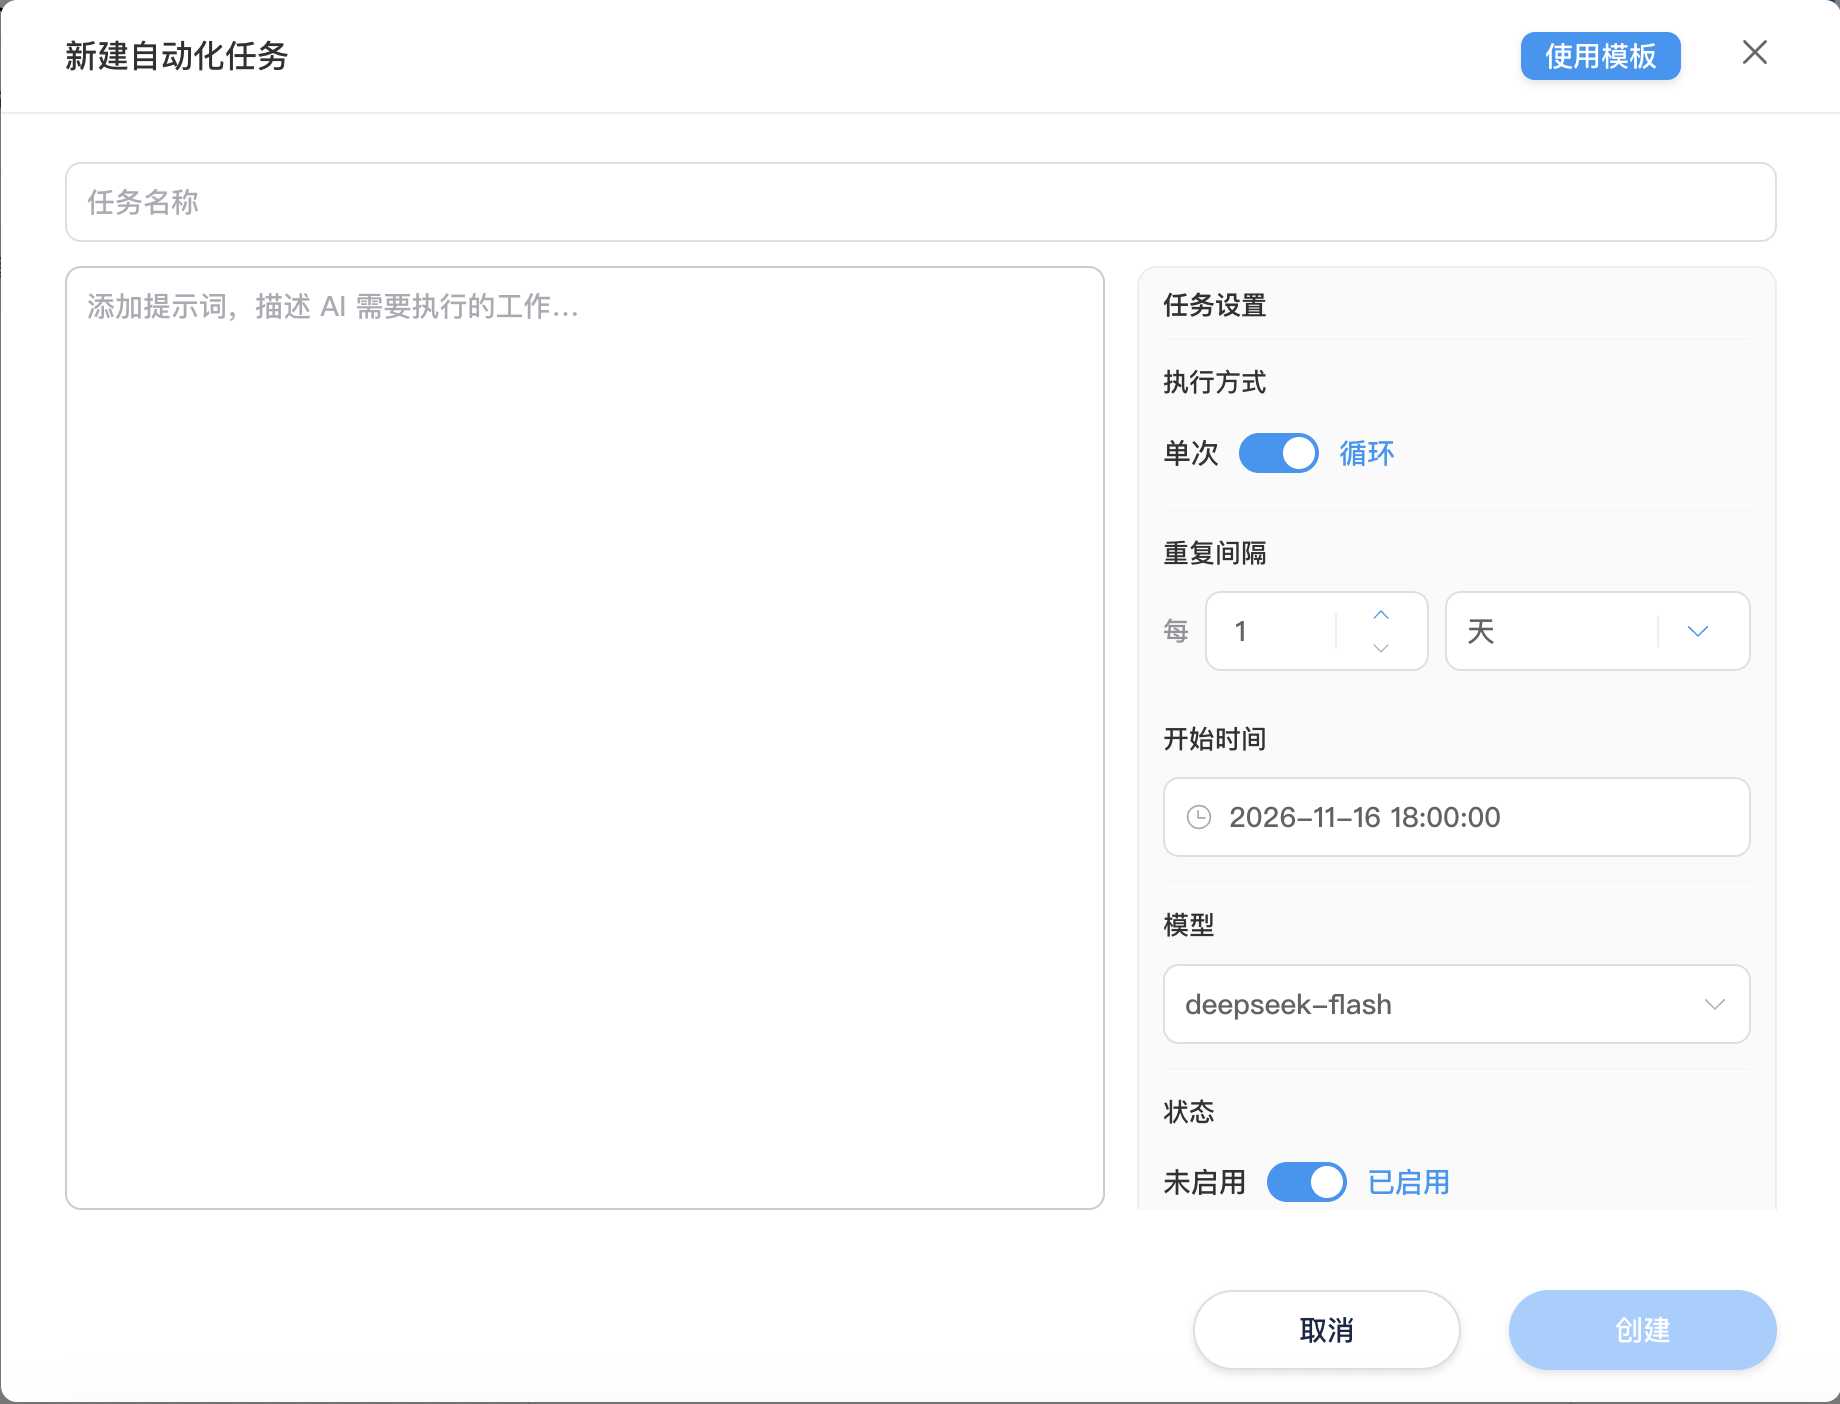 新建自动化任务
使用模板
任务名称
添加提示词，描述 AI 需要执行的工作...
任务设置
执行方式
单次 循环
重复间隔
每 1 天
开始时间
2026-11-16 18:00:00
模型
deepseek-flash
状态
未启用 已启用
取消
创建